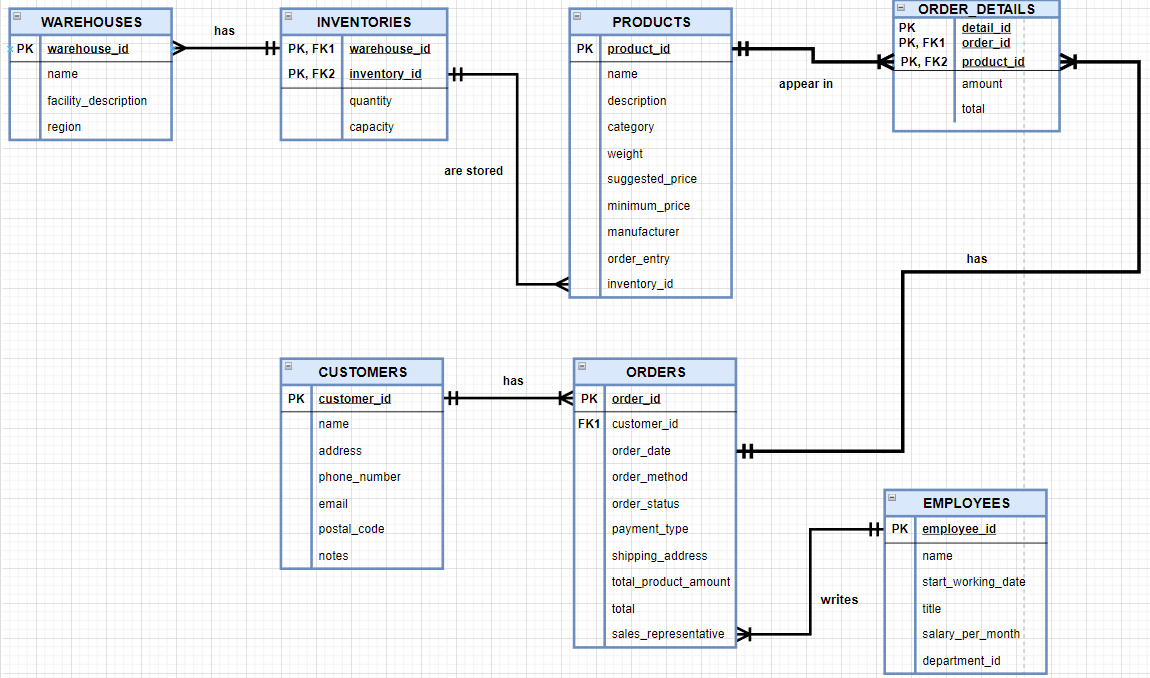 WAREHOUSES
PK warehouse_id
name
facility_description
region
has
INVENTORIES
PK, FK1 warehouse_id
PK, FK2 inventory_id
quantity
capacity
are stored
PRODUCTS
PK product_id
name
description
category
weight
suggested_price
minimum_price
manufacturer
order_entry
inventory_id
appear in
ORDER_DETAILS
PK detail_id
PK, FK1 order_id
PK, FK2 product_id
amount
total
has
CUSTOMERS
PK customer_id
name
address
phone_number
email
postal_code
notes
has
ORDERS
PK order_id
FK1 customer_id
order_date
order_method
order_status
payment_type
shipping_address
total_product_amount
total
sales_representative
writes
EMPLOYEES
PK employee_id
name
start_working_date
title
salary_per_month
department_id